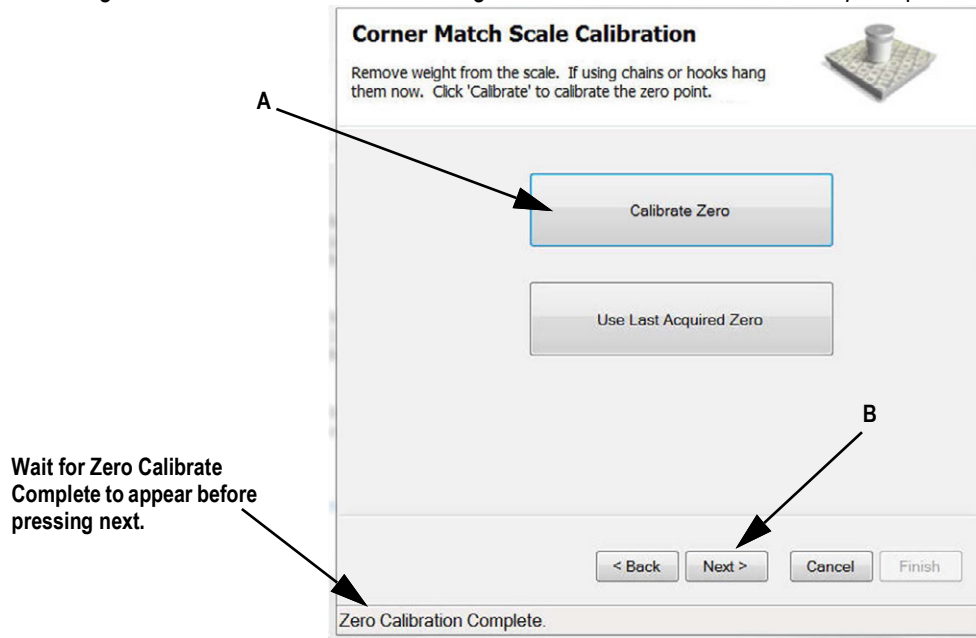 Corner Match Scale Calibration
Remove weight from the scale. If using chains or hooks hang
them now. Click 'Calibrate' to calibrate the zero point.
A
Calibrate Zero
Use Last Acquired Zero
B
Wait for Zero Calibrate
Complete to appear before
pressing next.
< Back Next > Cancel Finish
Zero Calibration Complete.